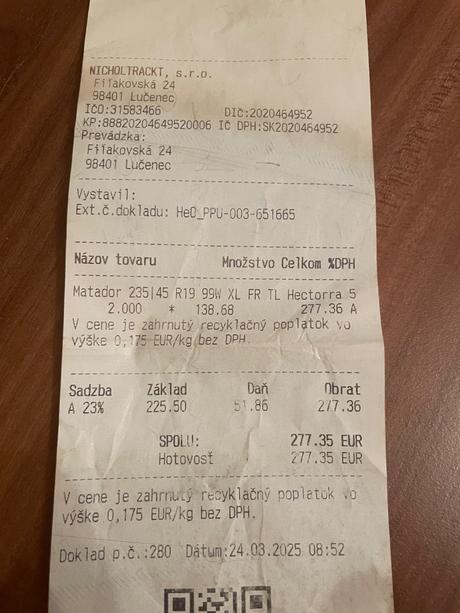 NICHOLTRACKT, s.r.o.
Fiľakovská 24
98401 Lučenec
IČO:31583466 DIČ:2020464952
KP:88820204649520006 IČ DPH:SK2020464952
Prevádzka:
Fiľakovská 24
98401 Lučenec
Vystavil:
Ext.č.dokladu: HeO_PPU-003-651665
Názov tovaru Množstvo Celkom %DPH
Matador 235|45 R19 99W XL FR TL Hectorra 5
2.000 * 138.68 277.36 A
V cene je zahrnutý recyklačný poplatok vo
výške 0,175 EUR/kg bez DPH.
Sadzba Základ Daň Obrat
A 23% 225.50 51.86 277.36
SPOLU: 277.35 EUR
Hotovosť 277.35 EUR
V cene je zahrnutý recyklačný poplatok vo
výške 0,175 EUR/kg bez DPH.
Doklad p.č.:280 Dátum:24.03.2025 08:52